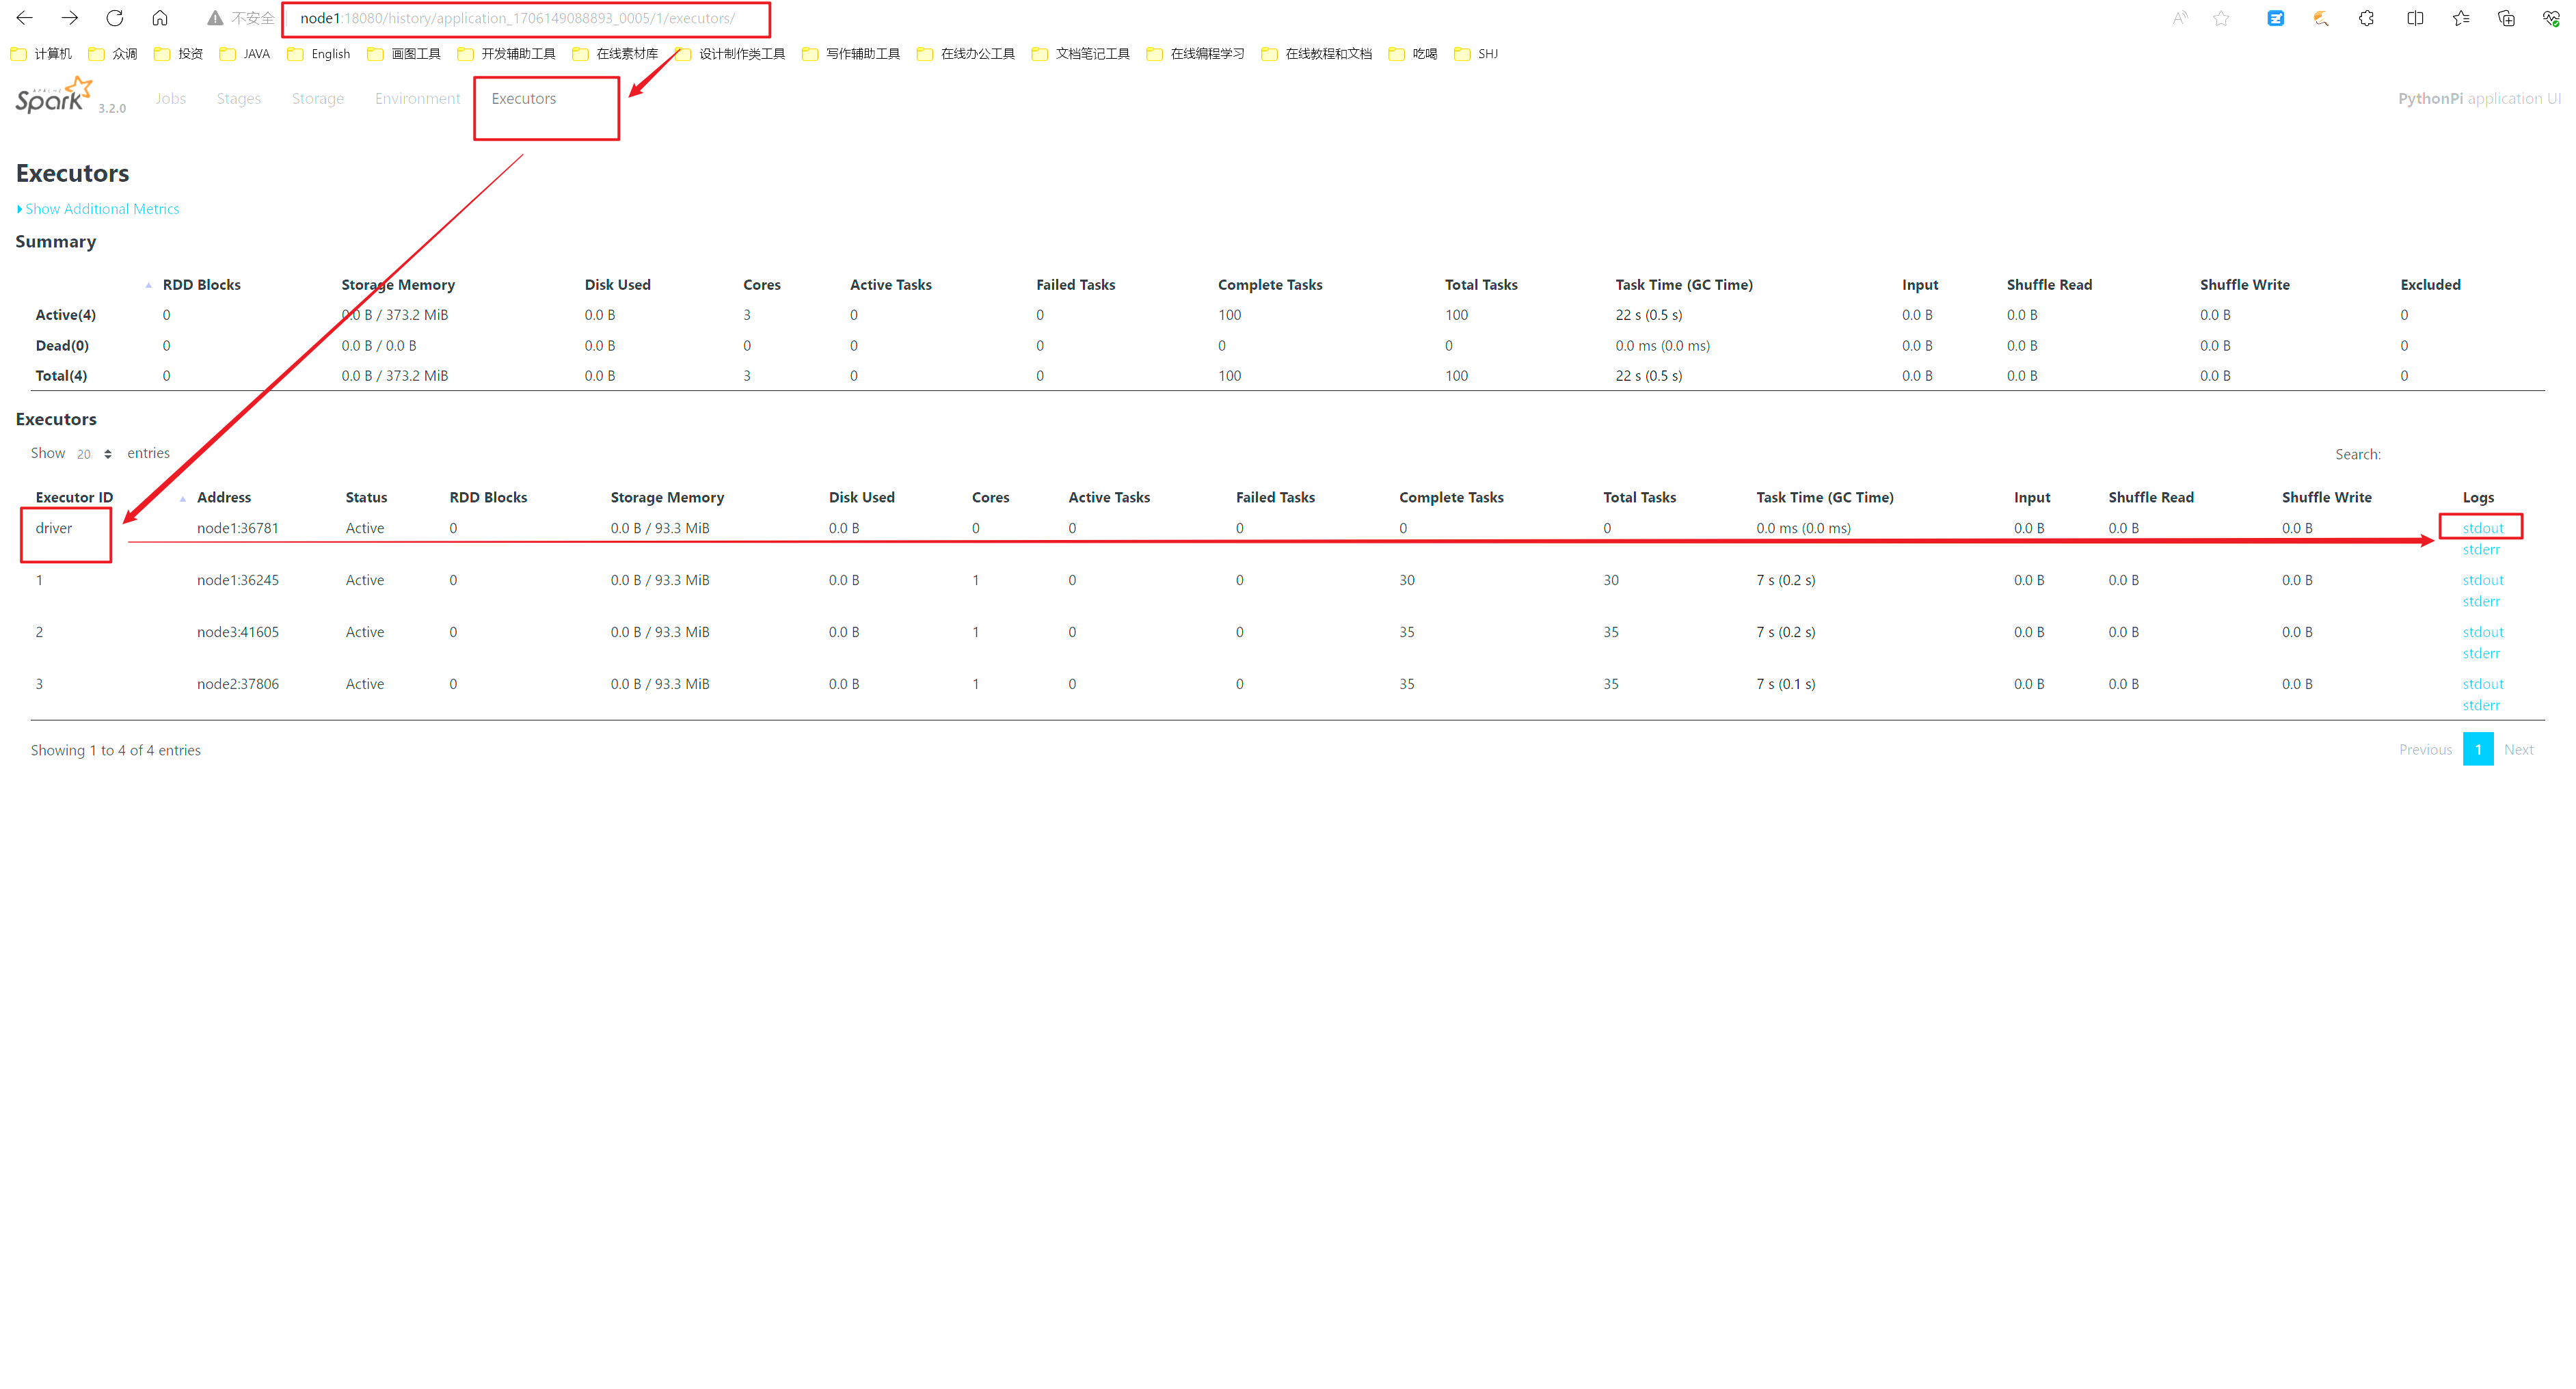 不安全 node1:18080/history/application_1706149088893_0005/1/executors/
计算机 众调 投资 JAVA English 画图工具 开发辅助工具 在线素材库 设计制作类工具 写作辅助工具 在线办公工具 文档笔记工具 在线编程学习 在线教程和文档 吃喝 SHJ
APACHE Spark 3.2.0 Jobs Stages Storage Environment Executors PythonPi application UI
Executors
Show Additional Metrics
Summary
RDD Blocks Storage Memory Disk Used Cores Active Tasks Failed Tasks Complete Tasks Total Tasks Task Time (GC Time) Input Shuffle Read Shuffle Write Excluded
Active(4) 0 0.0 B / 373.2 MiB 0.0 B 3 0 0 100 100 22 s (0.5 s) 0.0 B 0.0 B 0.0 B 0
Dead(0) 0 0.0 B / 0.0 B 0.0 B 0 0 0 0 0 0.0 ms (0.0 ms) 0.0 B 0.0 B 0.0 B 0
Total(4) 0 0.0 B / 373.2 MiB 0.0 B 3 0 0 100 100 22 s (0.5 s) 0.0 B 0.0 B 0.0 B 0
Executors
Show 20 entries Search:
Executor ID Address Status RDD Blocks Storage Memory Disk Used Cores Active Tasks Failed Tasks Complete Tasks Total Tasks Task Time (GC Time) Input Shuffle Read Shuffle Write Logs
driver node1:36781 Active 0 0.0 B / 93.3 MiB 0.0 B 0 0 0 0 0 0.0 ms (0.0 ms) 0.0 B 0.0 B 0.0 B stdout
stderr
1 node1:36245 Active 0 0.0 B / 93.3 MiB 0.0 B 1 0 0 30 30 7 s (0.2 s) 0.0 B 0.0 B 0.0 B stdout
stderr
2 node3:41605 Active 0 0.0 B / 93.3 MiB 0.0 B 1 0 0 35 35 7 s (0.2 s) 0.0 B 0.0 B 0.0 B stdout
stderr
3 node2:37806 Active 0 0.0 B / 93.3 MiB 0.0 B 1 0 0 35 35 7 s (0.1 s) 0.0 B 0.0 B 0.0 B stdout
stderr
Showing 1 to 4 of 4 entries Previous 1 Next